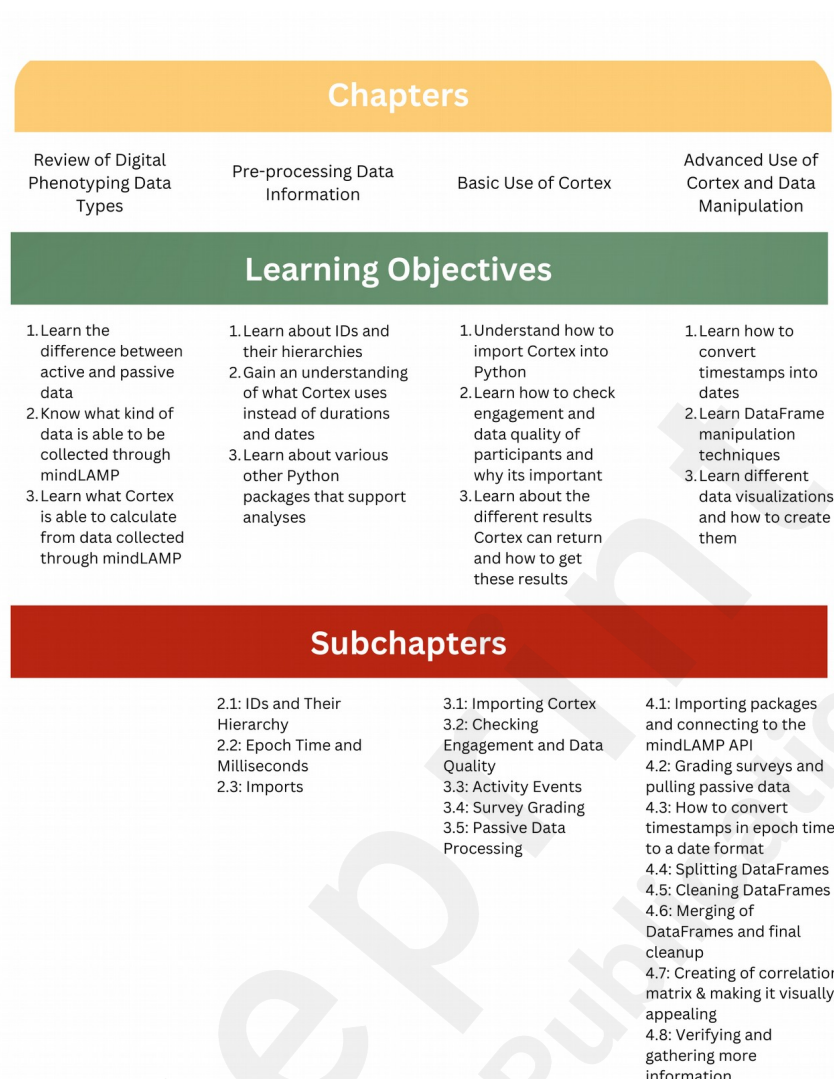 Chapters
Review of Digital
Phenotyping Data
Types
Pre-processing Data
Information
Basic Use of Cortex
Advanced Use of
Cortex and Data
Manipulation
Learning Objectives
1. Learn the
difference between
active and passive
data
2. Know what kind of
data is able to be
collected through
mindLAMP
3. Learn what Cortex
is able to calculate
from data collected
through mindLAMP
1. Learn about IDs and
their hierarchies
2. Gain an understanding
of what Cortex uses
instead of durations
and dates
3. Learn about various
other Python
packages that support
analyses
1. Understand how to
import Cortex into
Python
2. Learn how to check
engagement and
data quality of
participants and
why its important
3. Learn about the
different results
Cortex can return
and how to get
these results
1. Learn how to
convert
timestamps into
dates
2. Learn DataFrame
manipulation
techniques
3. Learn different
data visualizations
and how to create
them
Subchapters
2.1: IDs and Their
Hierarchy
2.2: Epoch Time and
Milliseconds
2.3: Imports
3.1: Importing Cortex
3.2: Checking
Engagement and Data
Quality
3.3: Activity Events
3.4: Survey Grading
3.5: Passive Data
Processing
4.1: Importing packages
and connecting to the
mindLAMP API
4.2: Grading surveys and
pulling passive data
4.3: How to convert
timestamps in epoch time
to a date format
4.4: Splitting DataFrames
4.5: Cleaning DataFrames
4.6: Merging of
DataFrames and final
cleanup
4.7: Creating of correlation
matrix & making it visually
appealing
4.8: Verifying and
gathering more
information